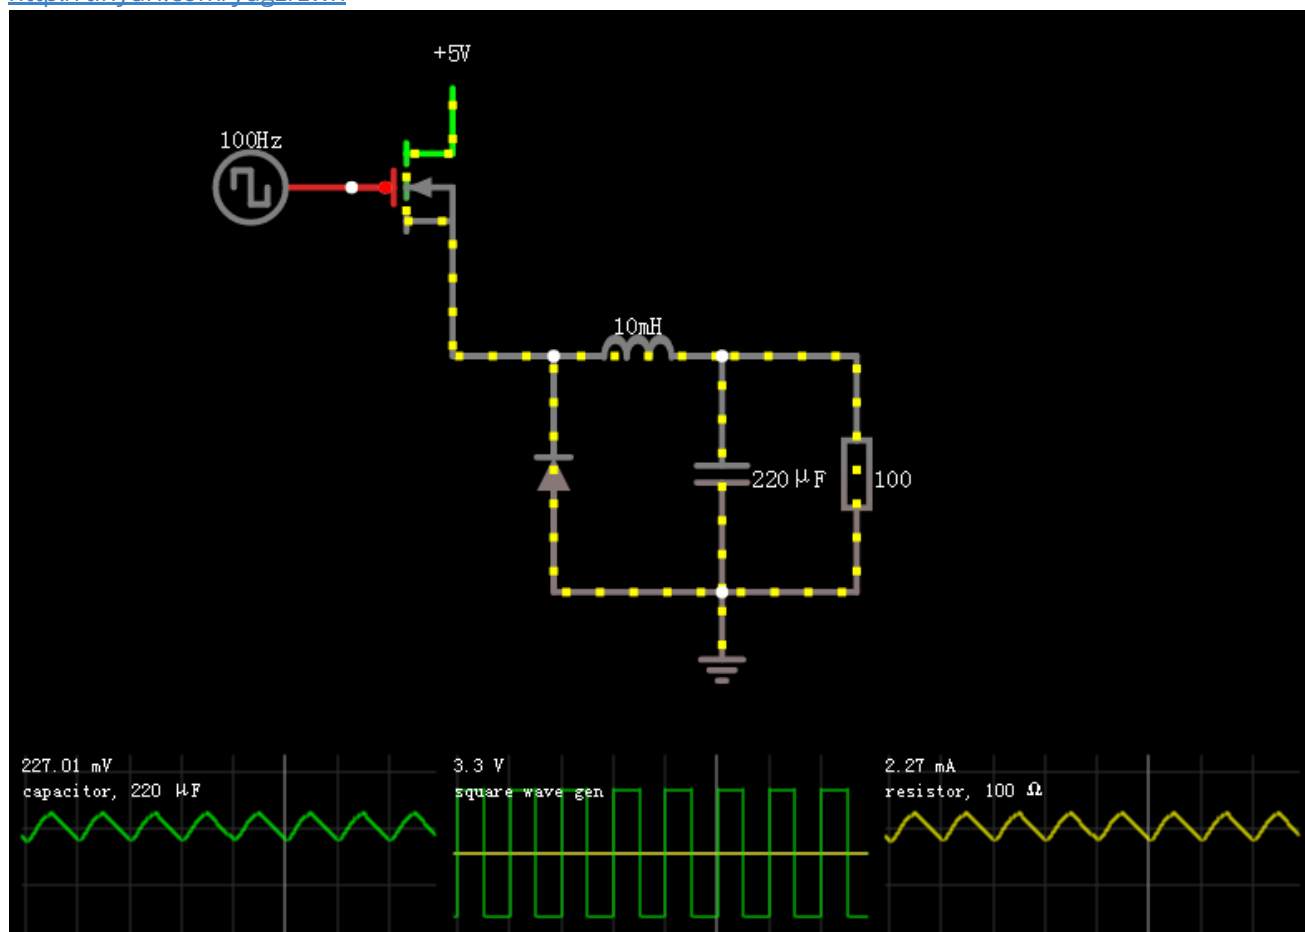 +5V
100Hz
10mH
220μF
100
227.01 mV
capacitor, 220 μF
3.3 V
square wave gen
2.27 mA
resistor, 100 Ω